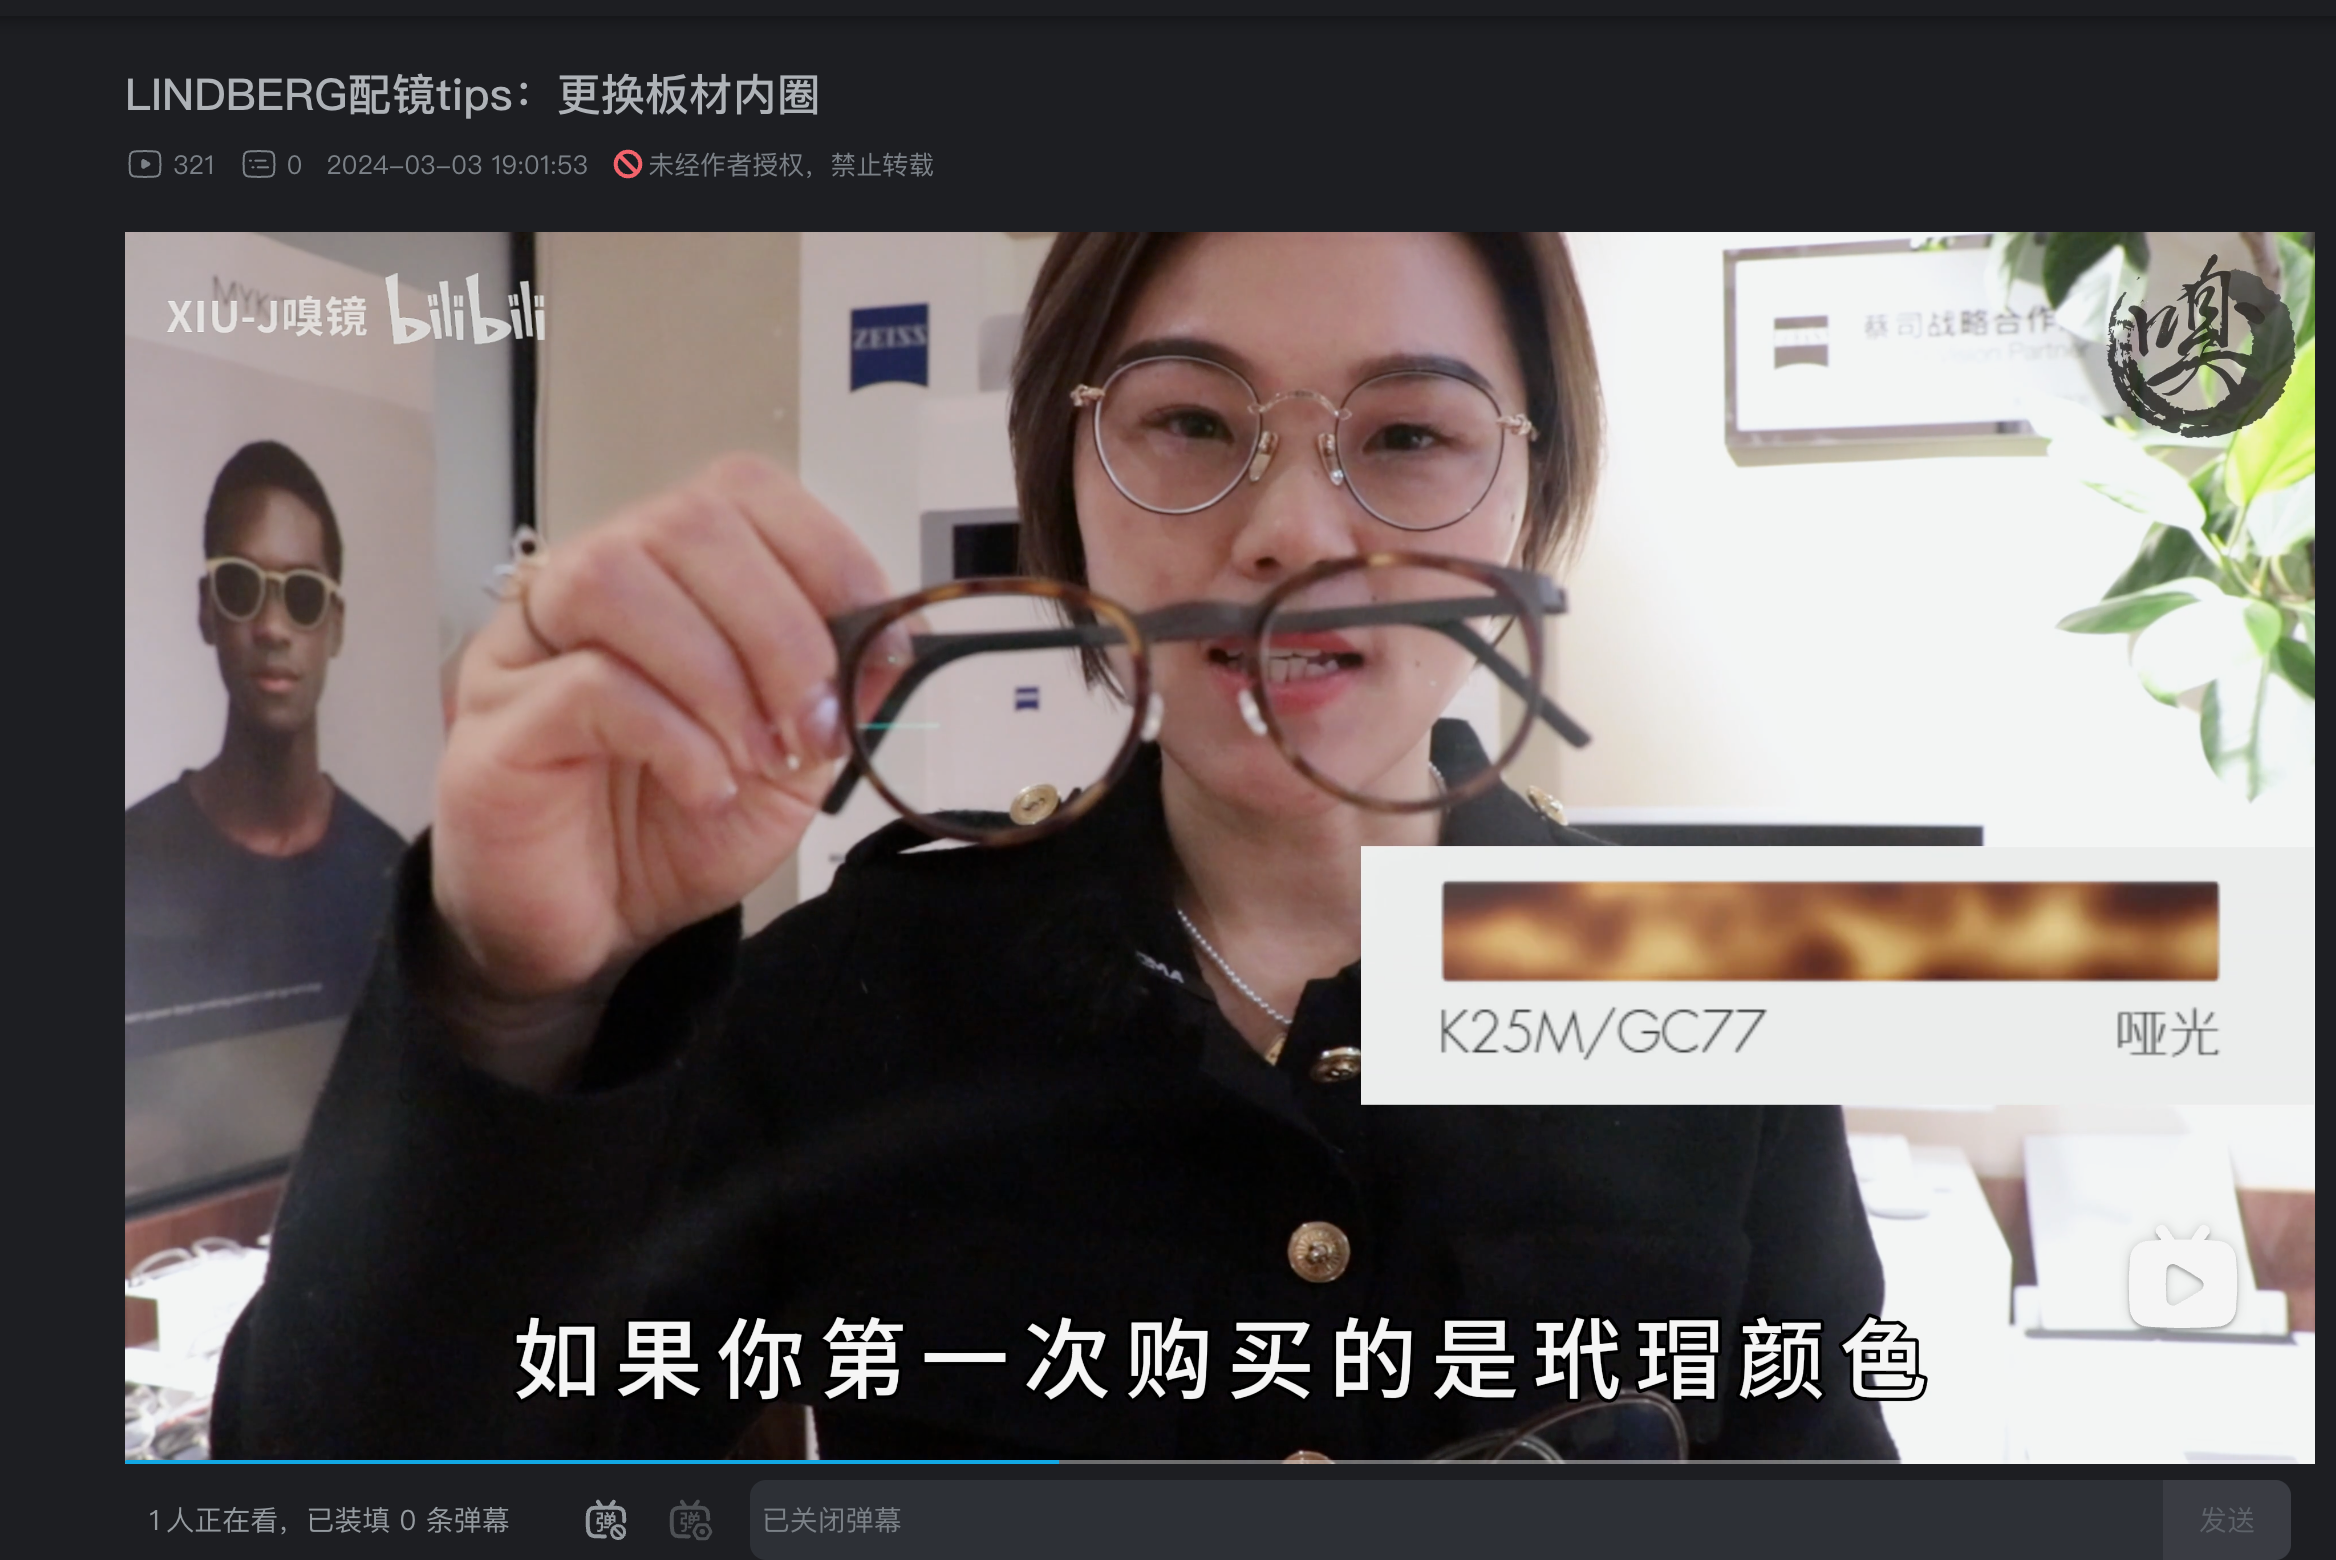 LINDBERG配镜tips：更换板材内圈
321 0 2024-03-03 19:01:53 未经作者授权，禁止转载
XIU-J嗅镜 bilibili
ZEISS
蔡司战略合作
嗅
K25M/GC77 哑光
如果你第一次购买的是玳瑁颜色
1人正在看，已装填 0 条弹幕 弹 弹 已关闭弹幕 发送